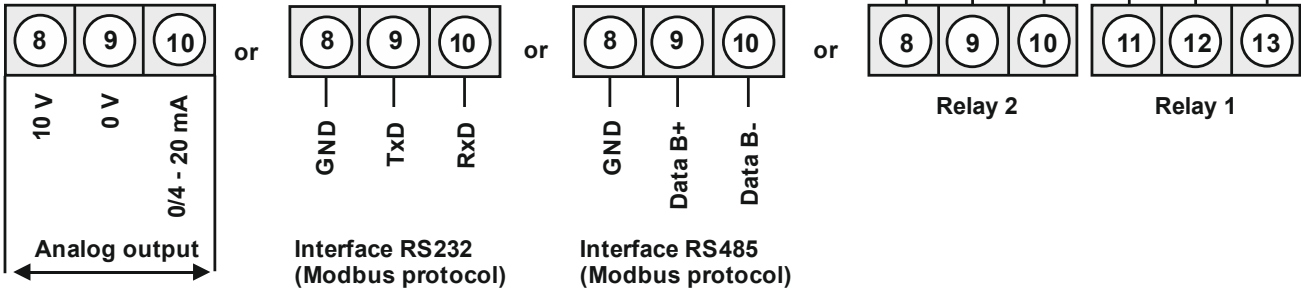 8 9 10 or 8 9 10 or 8 9 10 or 8 9 10 11 12 13
10 V
0 V
0/4 - 20 mA
Analog output
GND
TxD
RxD
Interface RS232
(Modbus protocol)
GND
Data B+
Data B-
Interface RS485
(Modbus protocol)
Relay 2
Relay 1